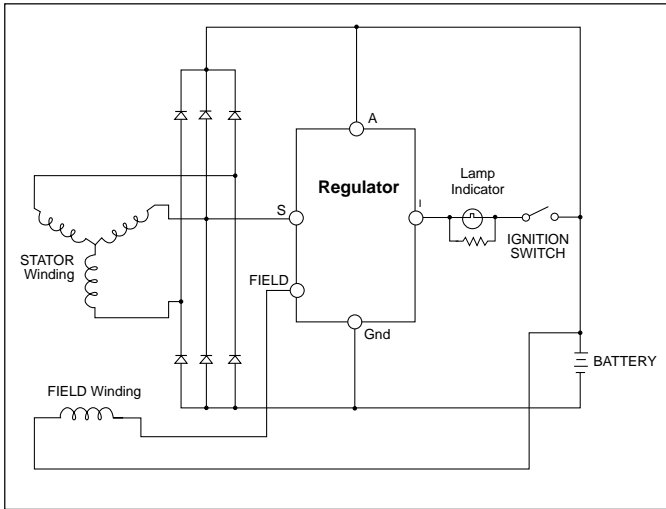 A
Regulator
Lamp
Indicator
S
I
IGNITION
SWITCH
STATOR
Winding
FIELD
Gnd
BATTERY
FIELD Winding